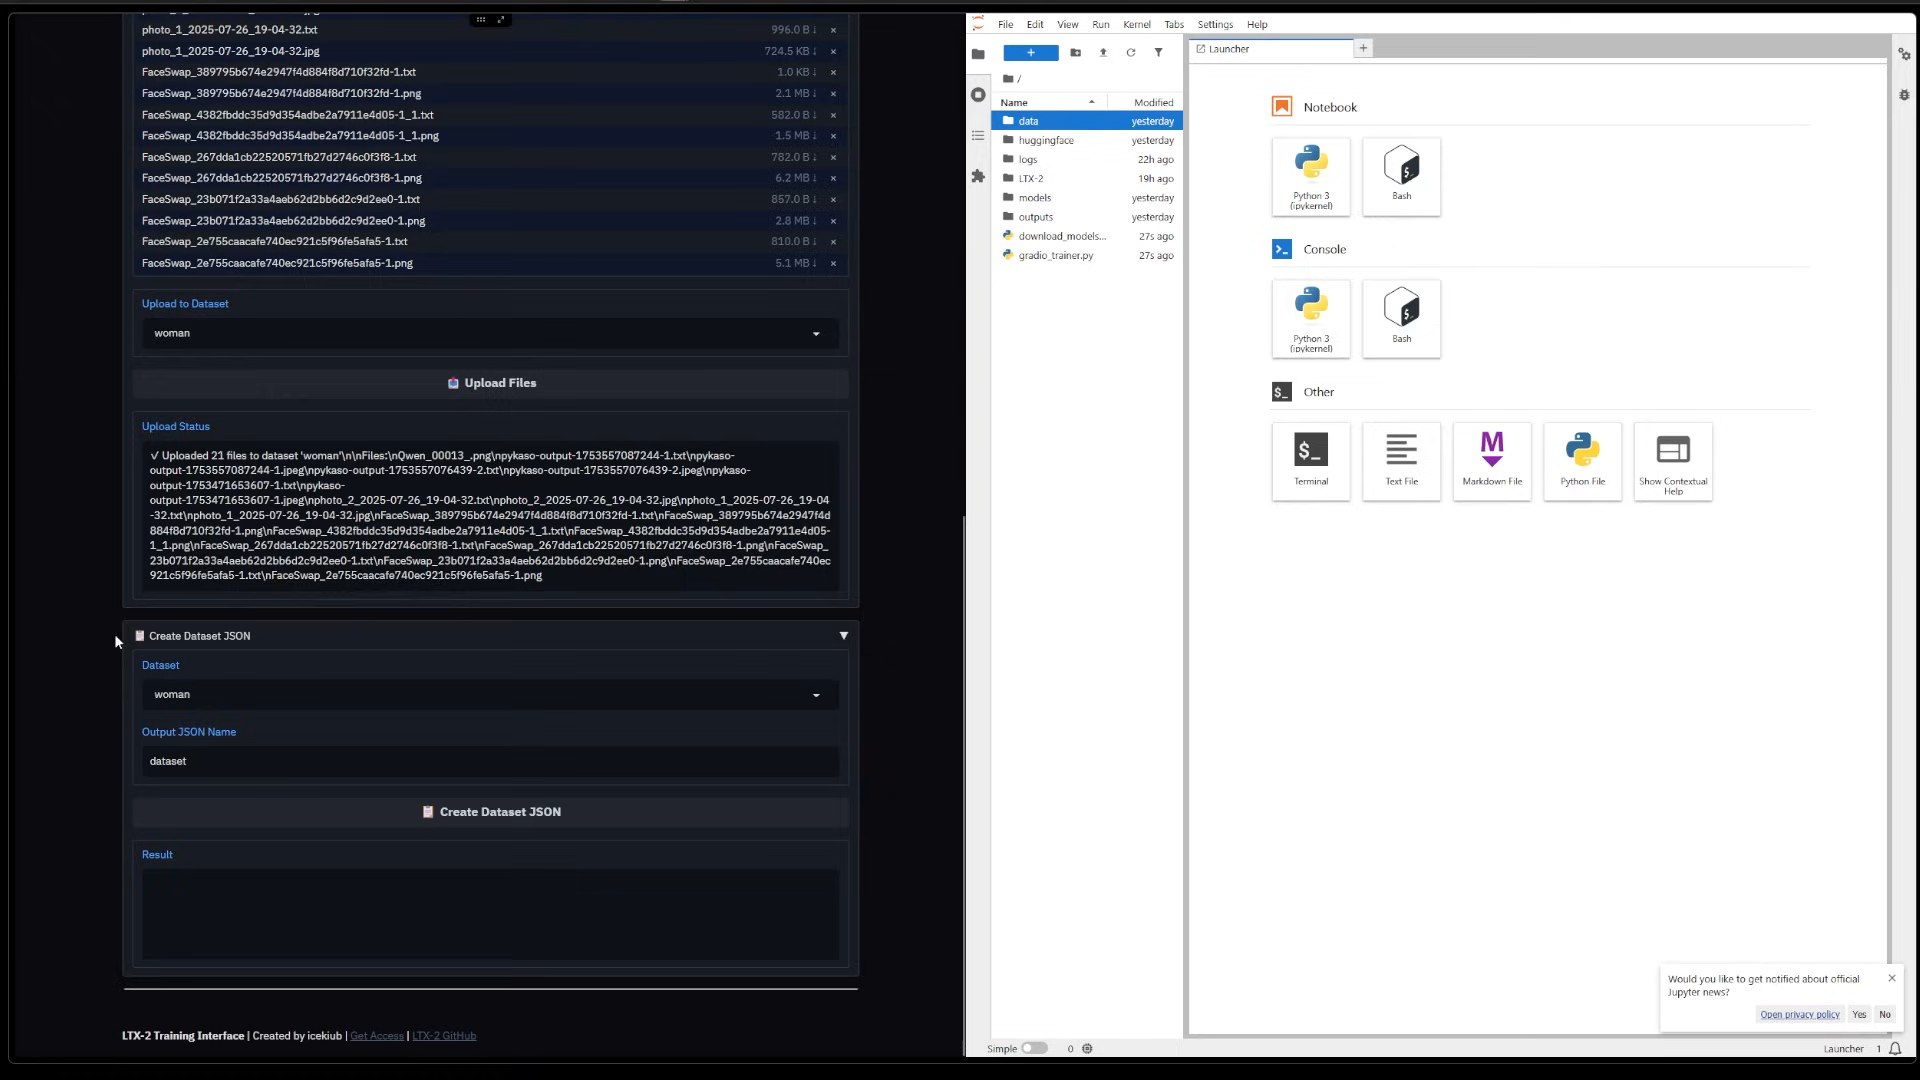 photo_1_2025-07-26_19-04-32.txt 996.0 B ↓ ×
photo_1_2025-07-26_19-04-32.jpg 724.5 KB ↓ ×
FaceSwap_389795b674e2947f4d884f8d710f32fd-1.txt 1.0 KB ↓ ×
FaceSwap_389795b674e2947f4d884f8d710f32fd-1.png 2.1 MB ↓ ×
FaceSwap_4382fbddc35d9d354adbe2a7911e4d05-1_1.txt 582.0 B ↓ ×
FaceSwap_4382fbddc35d9d354adbe2a7911e4d05-1_1.png 1.5 MB ↓ ×
FaceSwap_267dda1cb22520571fb27d2746c0f3f8-1.txt 782.0 B ↓ ×
FaceSwap_267dda1cb22520571fb27d2746c0f3f8-1.png 6.2 MB ↓ ×
FaceSwap_23b071f2a33a4aeb62d2bb6d2c9d2ee0-1.txt 857.0 B ↓ ×
FaceSwap_23b071f2a33a4aeb62d2bb6d2c9d2ee0-1.png 2.8 MB ↓ ×
FaceSwap_2e755caacafe740ec921c5f96fe5afa5-1.txt 810.0 B ↓ ×
FaceSwap_2e755caacafe740ec921c5f96fe5afa5-1.png 5.1 MB ↓ ×
Upload to Dataset
woman
Upload Files
Upload Status
✓ Uploaded 21 files to dataset 'woman'\n\nFiles:\nQwen_00013_.png\npykaso-output-1753557087244-1.txt\npykaso-
output-1753557087244-1.jpeg\npykaso-output-1753557076439-2.txt\npykaso-output-1753557076439-2.jpeg\npykaso-
output-1753471653607-1.txt\npykaso-
output-1753471653607-1.jpeg\nphoto_2_2025-07-26_19-04-32.txt\nphoto_2_2025-07-26_19-04-32.jpg\nphoto_1_2025-07-26_19-04
-32.txt\nphoto_1_2025-07-26_19-04-32.jpg\nFaceSwap_389795b674e2947f4d884f8d710f32fd-1.txt\nFaceSwap_389795b674e2947f4d
884f8d710f32fd-1.png\nFaceSwap_4382fbddc35d9d354adbe2a7911e4d05-1_1.txt\nFaceSwap_4382fbddc35d9d354adbe2a7911e4d05-
1_1.png\nFaceSwap_267dda1cb22520571fb27d2746c0f3f8-1.txt\nFaceSwap_267dda1cb22520571fb27d2746c0f3f8-1.png\nFaceSwap_
23b071f2a33a4aeb62d2bb6d2c9d2ee0-1.txt\nFaceSwap_23b071f2a33a4aeb62d2bb6d2c9d2ee0-1.png\nFaceSwap_2e755caacafe740ec
921c5f96fe5afa5-1.txt\nFaceSwap_2e755caacafe740ec921c5f96fe5afa5-1.png
Create Dataset JSON
Dataset
woman
Output JSON Name
dataset
Create Dataset JSON
Result
LTX-2 Training Interface | Created by icekiub | Get Access | LTX-2 GitHub
File Edit View Run Kernel Tabs Settings Help
/
Name Modified
data yesterday
huggingface yesterday
logs 22h ago
LTX-2 19h ago
models yesterday
outputs yesterday
download_models... 27s ago
gradio_trainer.py 27s ago
Launcher
Notebook
Python 3
(ipykernel)
Bash
Console
Python 3
(ipykernel)
Bash
Other
Terminal
Text File
Markdown File
Python File
Show Contextual
Help
Would you like to get notified about official
Jupyter news?
Open privacy policy Yes No
Simple 0
Launcher 1